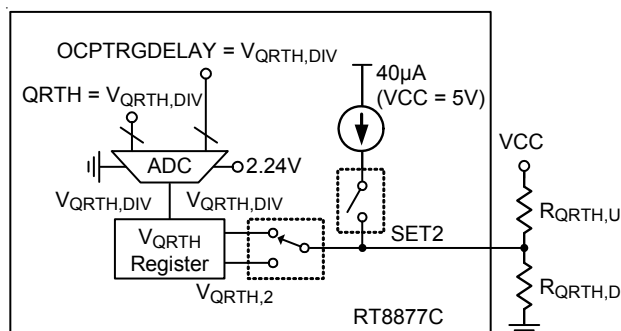 OCPTRGDELAY = VQRTH,DIV
QRTH = VQRTH,DIV
40µA
(VCC = 5V)
VCC
ADC
2.24V
VQRTH,DIV
VQRTH,DIV
RQRTH,U
VQRTH
Register
SET2
VQRTH,2
RQRTH,D
RT8877C